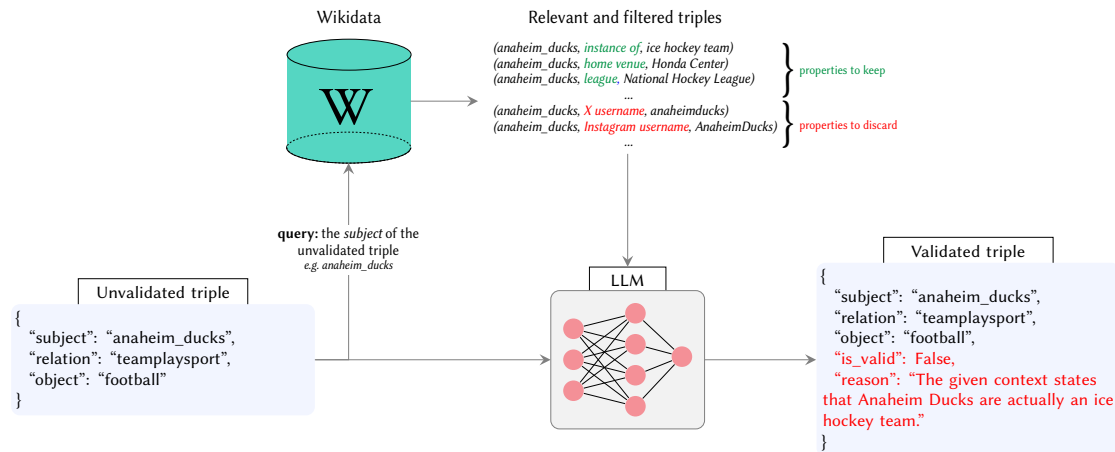 Wikidata
W
Relevant and filtered triples
(anaheim_ducks, instance of, ice hockey team)
(anaheim_ducks, home venue, Honda Center)
(anaheim_ducks, league, National Hockey League)
...
(anaheim_ducks, X username, anaheimducks)
(anaheim_ducks, Instagram username, AnaheimDucks)
...
properties to keep
properties to discard
query: the subject of the
unvalidated triple
e.g. anaheim_ducks
Unvalidated triple
{
“subject”: “anaheim_ducks”,
“relation”: “teamplaysport”,
“object”: “football”
}
LLM
Validated triple
{
“subject”: “anaheim_ducks”,
“relation”: “teamplaysport”,
“object”: “football”,
“is_valid”: False,
“reason”: “The given context states
that Anaheim Ducks are actually an ice
hockey team.”
}